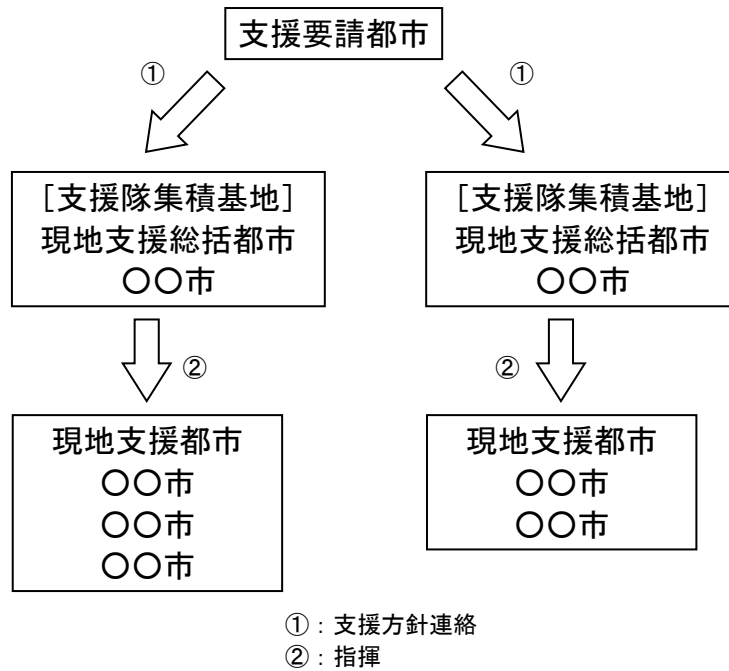 支援要請都市
①
①
[支援隊集積基地]
現地支援総括都市
〇〇市
[支援隊集積基地]
現地支援総括都市
〇〇市
②
②
現地支援都市
〇〇市
〇〇市
〇〇市
現地支援都市
〇〇市
〇〇市
①:支援方針連絡
②:指揮